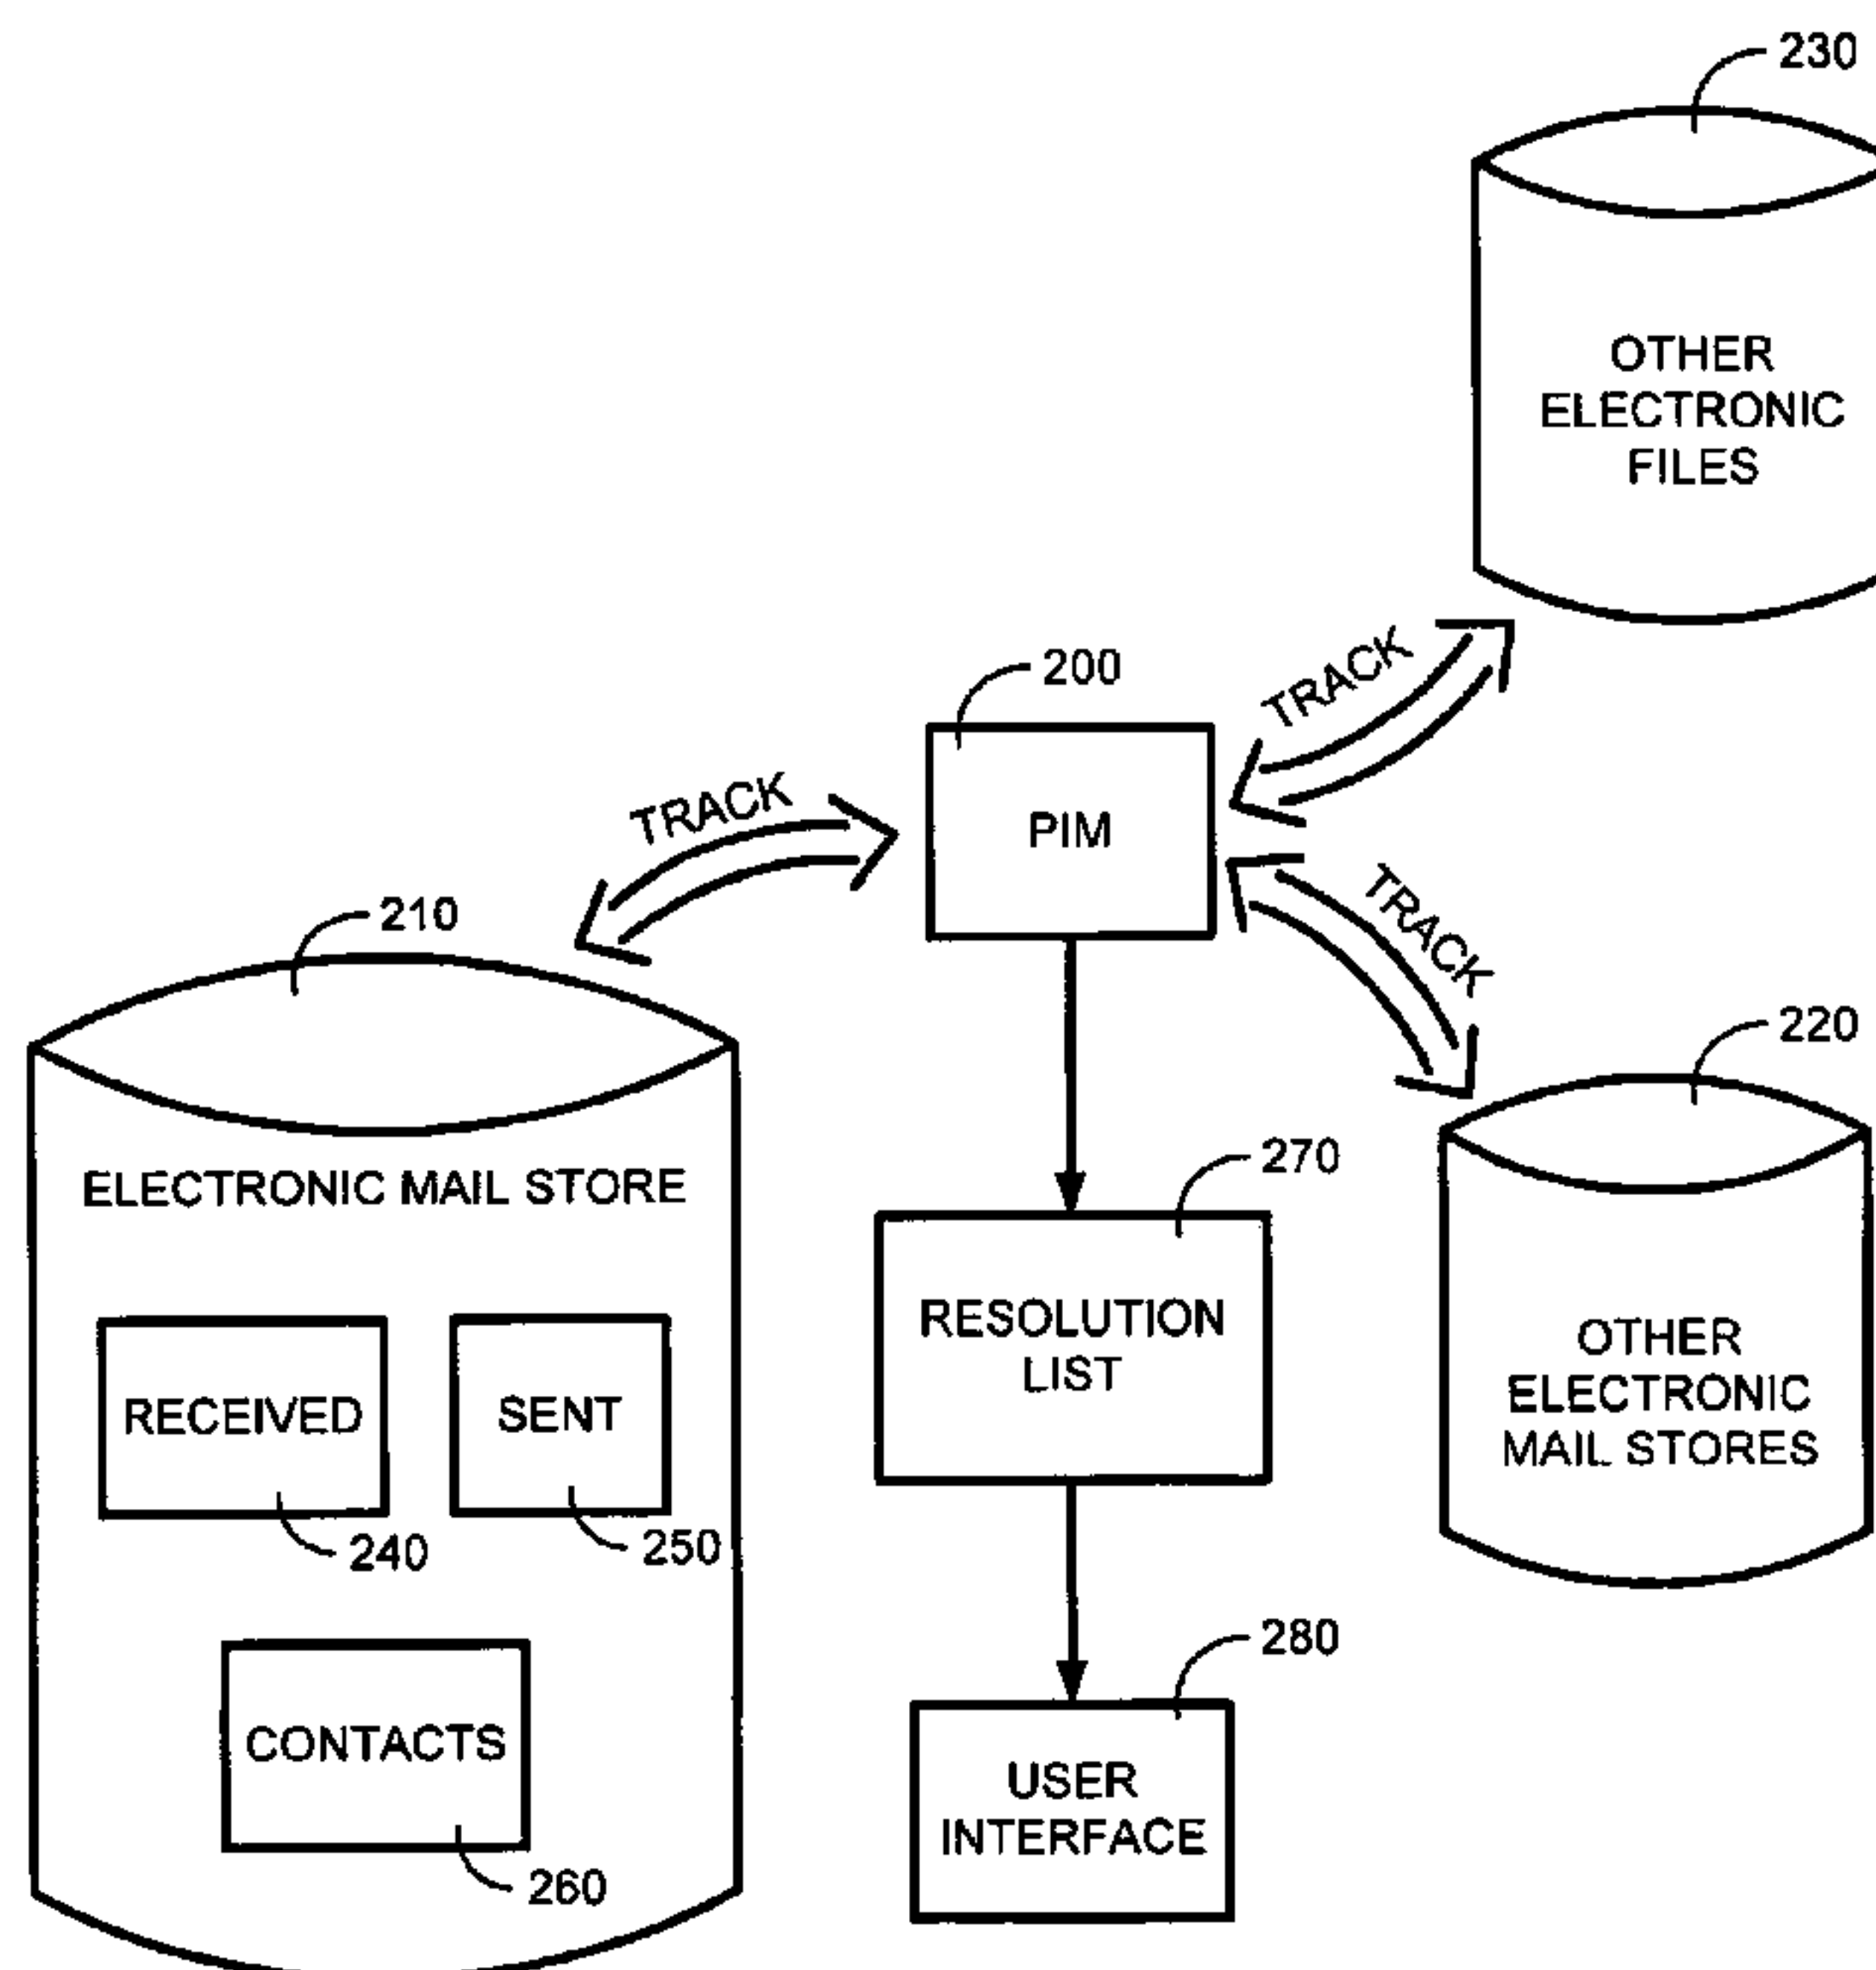 230
OTHER
ELECTRONIC
FILES
200
TRACK
PIM
TRACK
TRACK
210
220
ELECTRONIC MAIL STORE
270
RESOLUTION
LIST
OTHER
ELECTRONIC
MAIL STORES
RECEIVED
SENT
240
250
280
CONTACTS
USER
INTERFACE
260